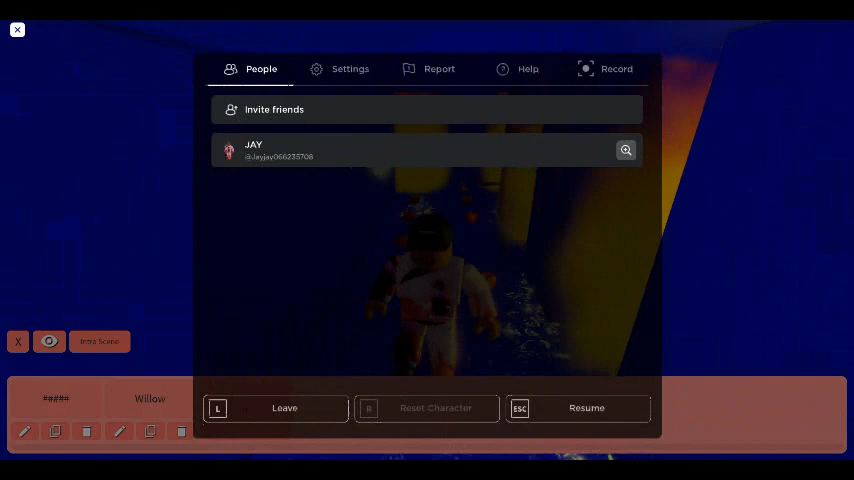 People
Settings
Report
Help
Record
Invite friends
JAY
@Jayjay066235708
X
Intro Scene
#####
Willow
L
Leave
R
Reset Character
ESC
Resume